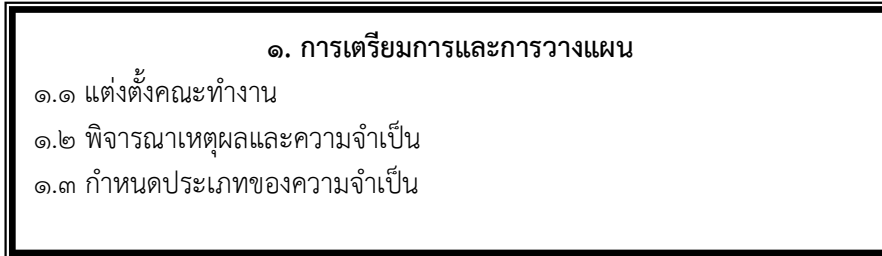 ๑. การเตรียมการและการวางแผน
๑.๑ แต่งตั้งคณะทำงาน
๑.๒ พิจารณาเหตุผลและความจำเป็น
๑.๓ กำหนดประเภทของความจำเป็น